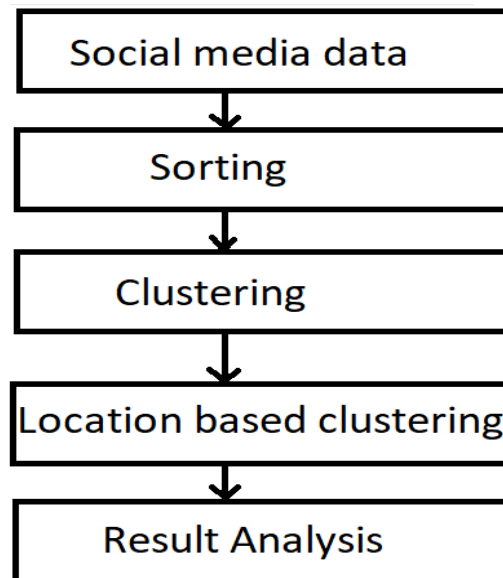 Social media data
Sorting
Clustering
Location based clustering
Result Analysis